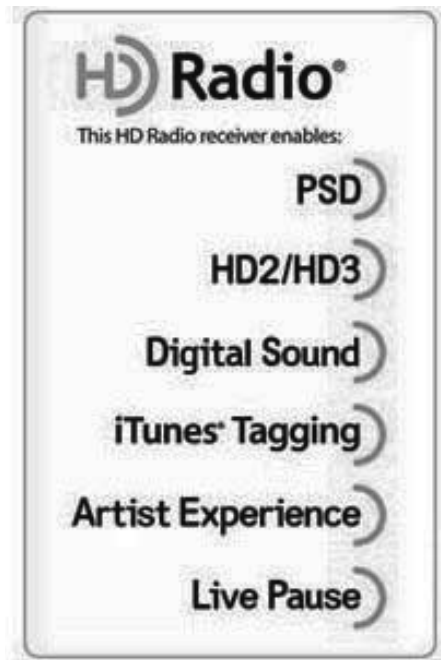 HD Radio®
This HD Radio receiver enables:
PSD
HD2/HD3
Digital Sound
iTunes® Tagging
Artist Experience
Live Pause